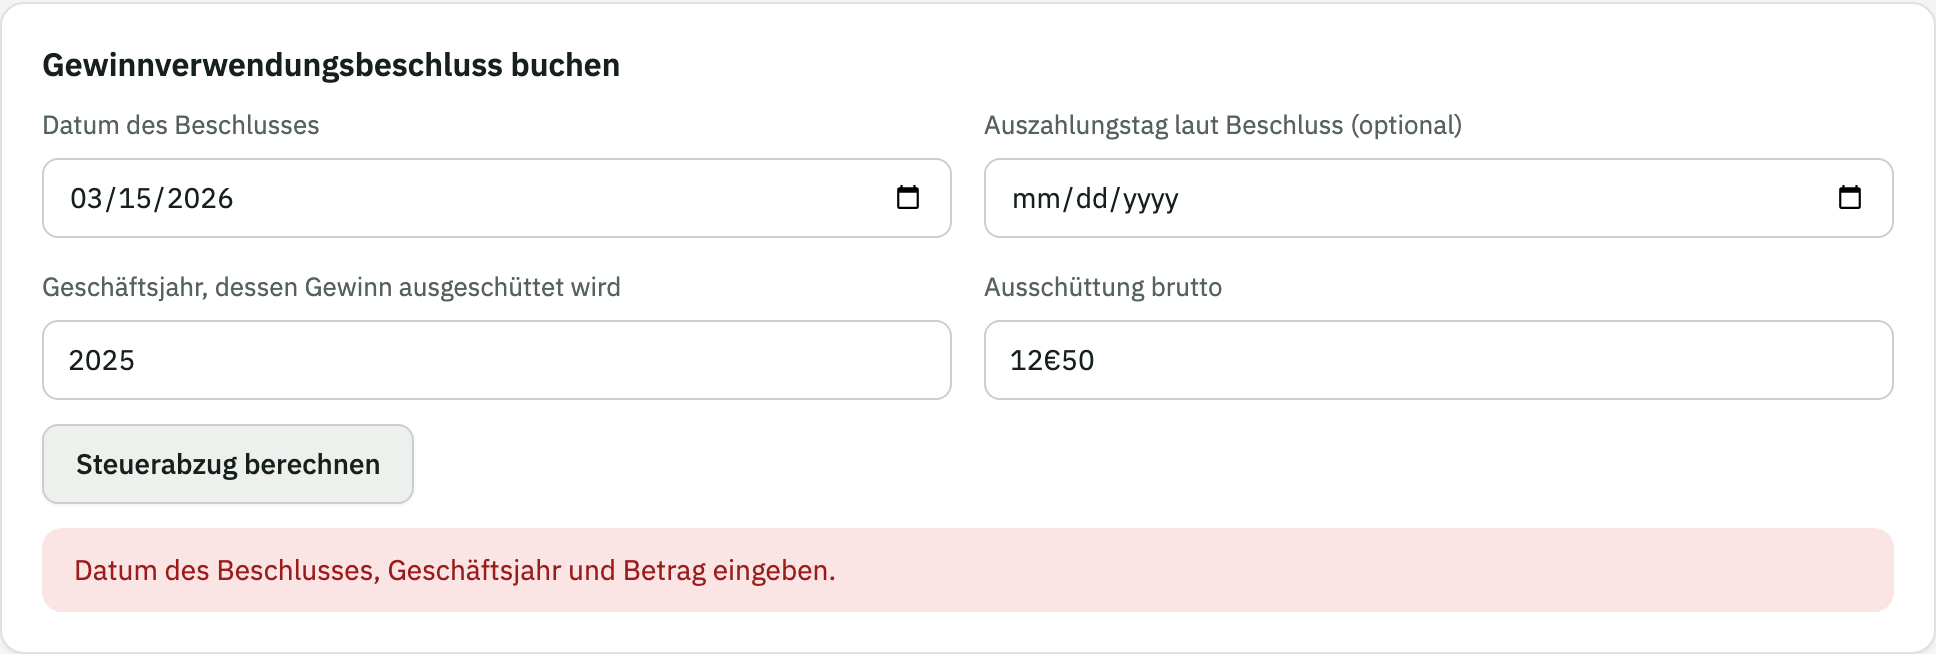 Gewinnverwendungsbeschluss buchen
Datum des Beschlusses
Auszahlungstag laut Beschluss (optional)
03/15/2026
mm/dd/yyyy
Geschäftsjahr, dessen Gewinn ausgeschüttet wird
Ausschüttung brutto
2025
12€50
Steuerabzug berechnen
Datum des Beschlusses, Geschäftsjahr und Betrag eingeben.